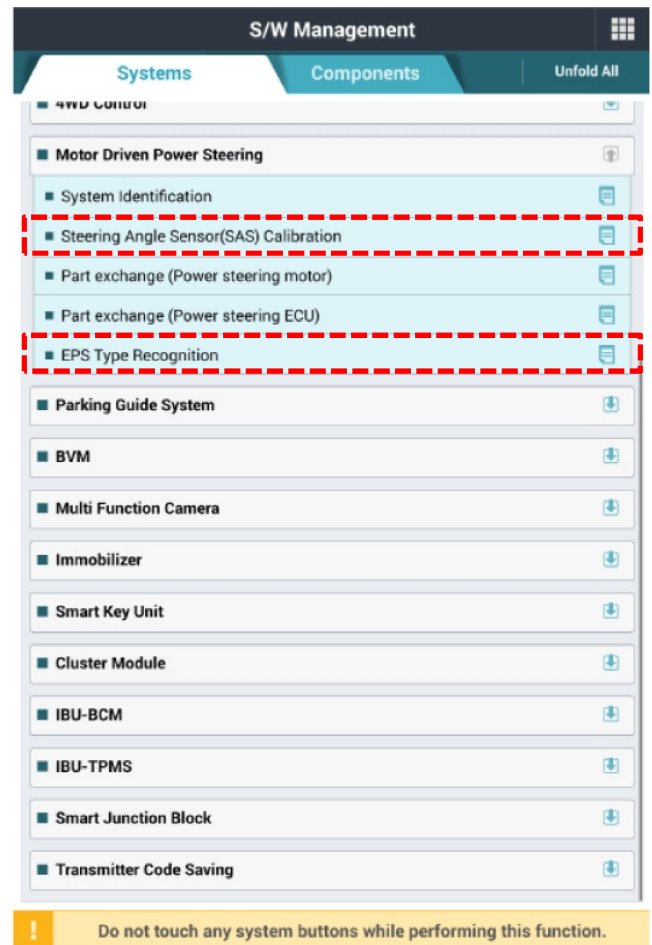 S/W Management
Systems
Components
Unfold All
4WD Control
Motor Driven Power Steering
System Identification
Steering Angle Sensor(SAS) Calibration
Part exchange (Power steering motor)
Part exchange (Power steering ECU)
EPS Type Recognition
Parking Guide System
BVM
Multi Function Camera
Immobilizer
Smart Key Unit
Cluster Module
IBU-BCM
IBU-TPMS
Smart Junction Block
Transmitter Code Saving
! Do not touch any system buttons while performing this function.